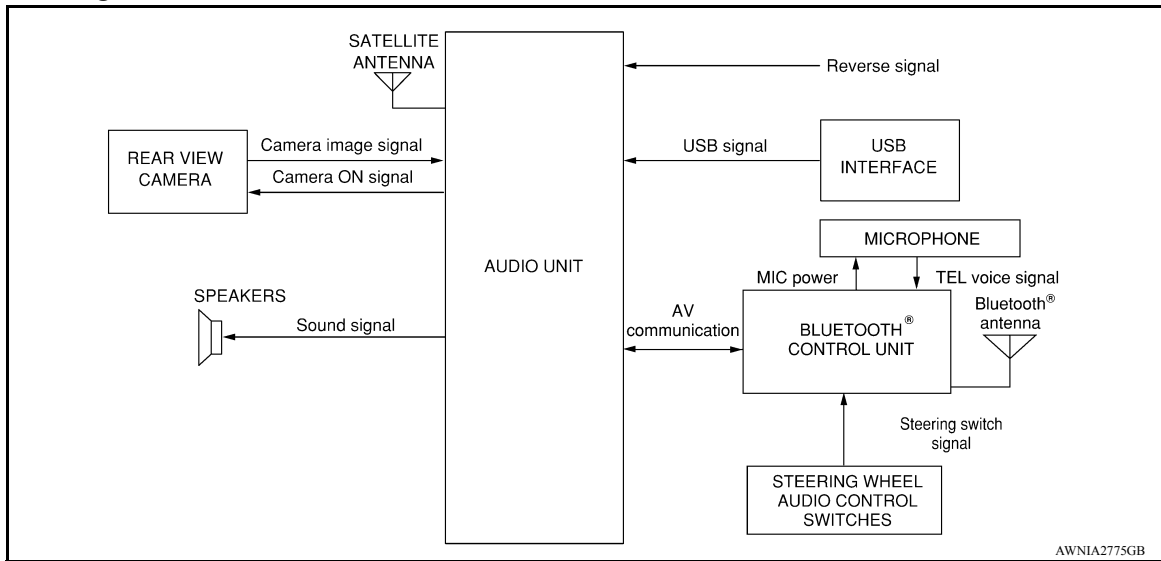 SATELLITE
ANTENNA
Reverse signal
REAR VIEW
CAMERA
Camera image signal
Camera ON signal
USB signal
USB
INTERFACE
MICROPHONE
MIC power
TEL voice signal
AUDIO UNIT
SPEAKERS
Sound signal
AV
communication
BLUETOOTH®
CONTROL UNIT
Bluetooth®
antenna
Steering switch
signal
STEERING WHEEL
AUDIO CONTROL
SWITCHES
AWNIA2775GB